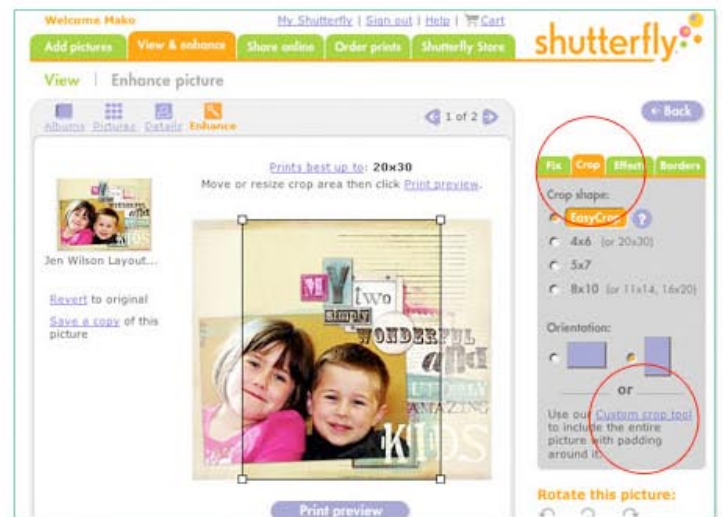 Welcome Mako
My Shutterfly | Sign out | Help | Cart
Add pictures
View & enhance
Share online
Order prints
Shutterfly Store
shutterfly
View | Enhance picture
Albums Pictures Details Enhance
1 of 2
Back
Prints best up to: 20x30
Move or resize crop area then click Print preview.
Jen Wilson Layout...
Revert to original
Save a copy of this
picture
MY two
simply
WONDERFUL
and
UTTERLY
AMAZING
KIDS
Print preview
Fix Crop Effects Borders
Crop shape:
EasyCrop ?
4x6 (or 20x30)
5x7
8x10 (or 11x14, 16x20)
Orientation:
or
Use our Custom crop tool
to include the entire
picture with padding
around it.
Rotate this picture: